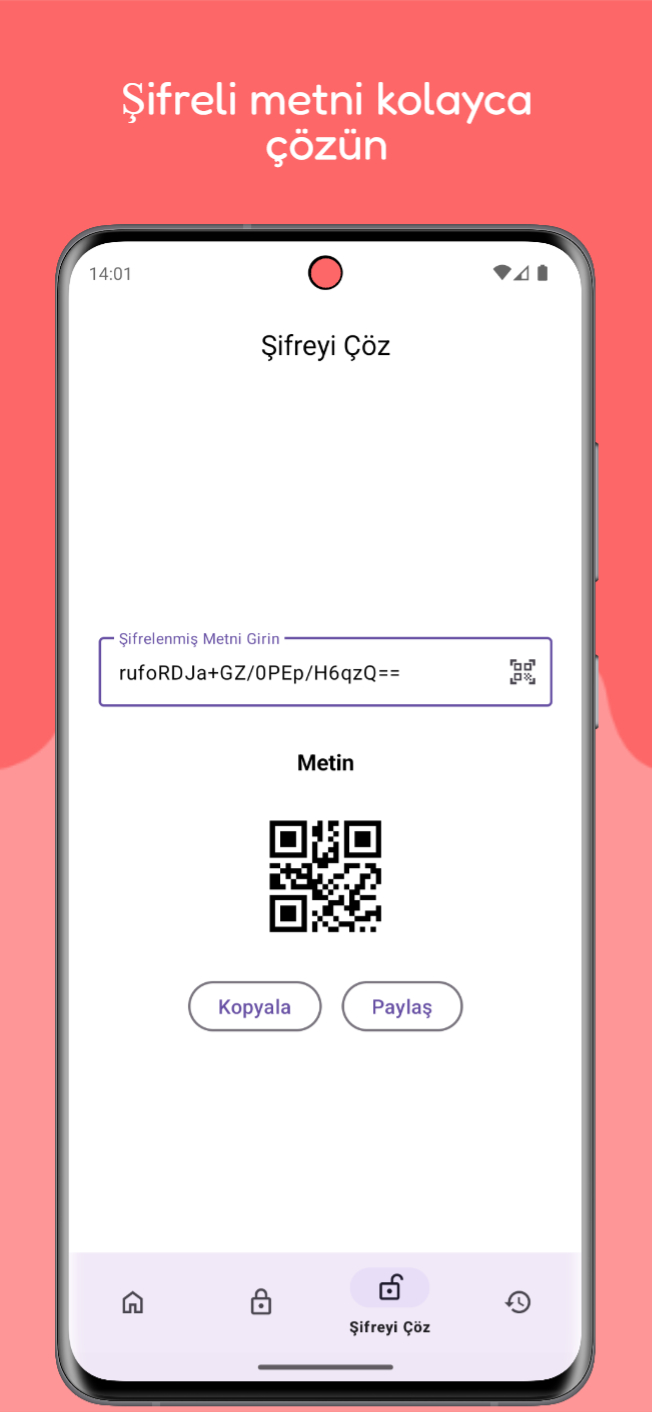 Şifreli metni kolayca
çözün
14:01
Şifreyi Çöz
Şifrelenmiş Metni Girin
rufoRDJa+GZ/0PEp/H6qzQ==
Metin
Kopyala
Paylaş
Şifreyi Çöz